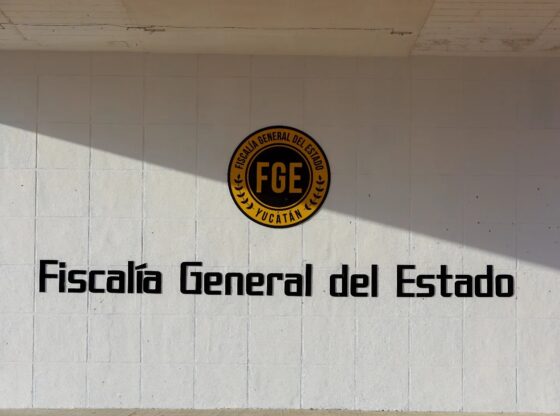 FISCALÍA GENERAL DEL ESTADO
FGE
YUCATÁN
Fiscalía General del Estado